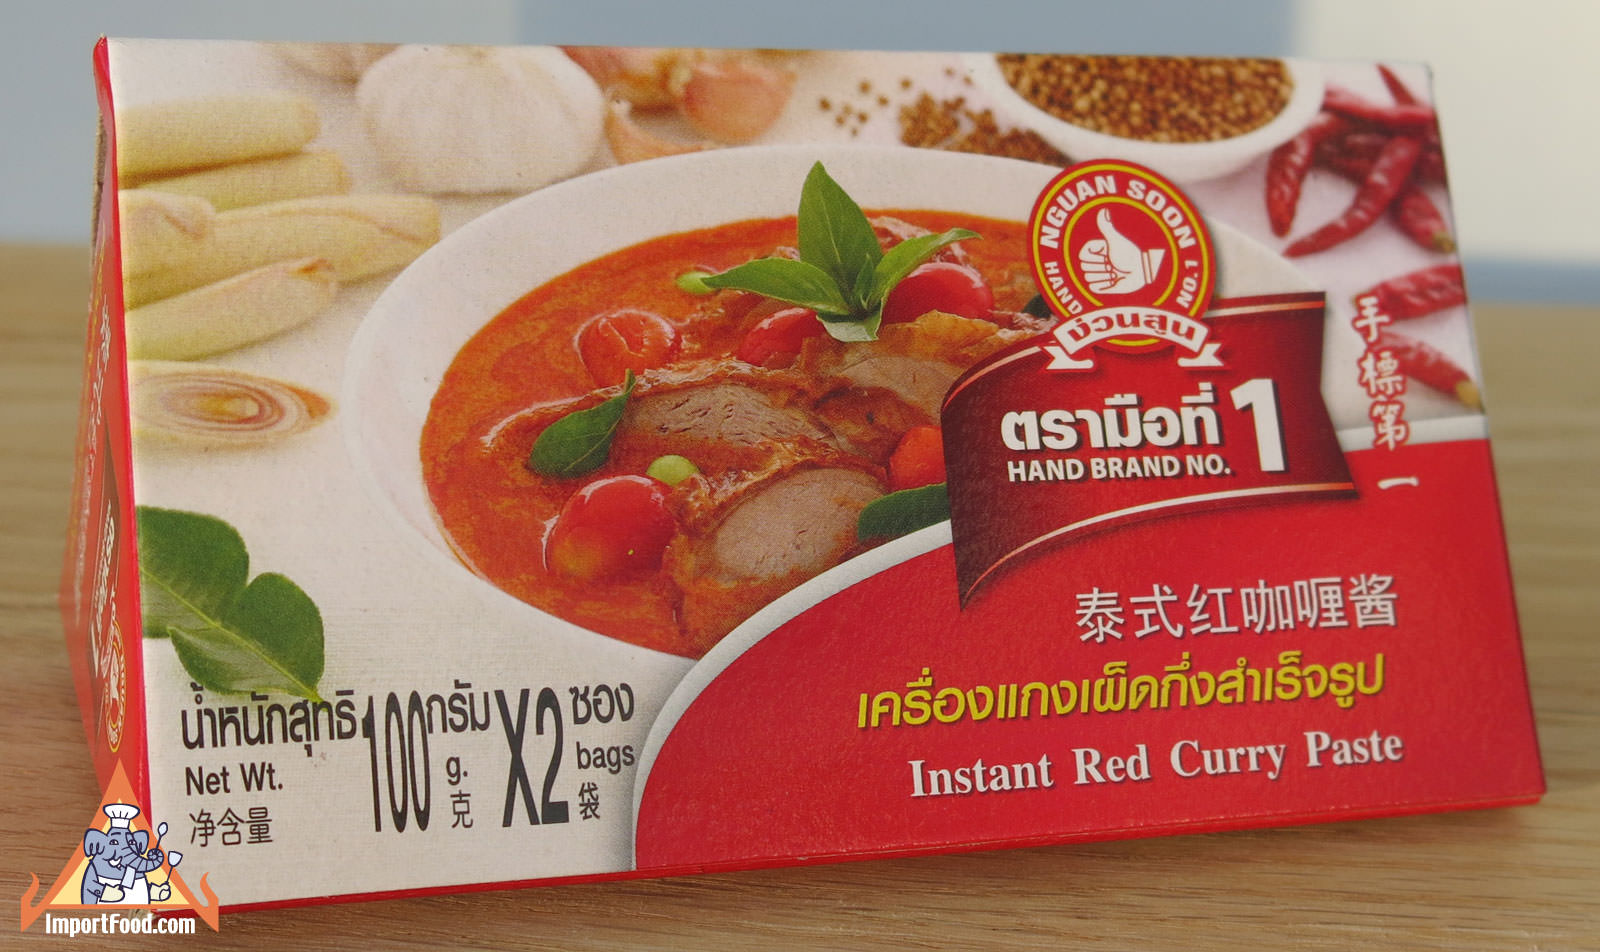 NGUAN SOON
HAND NO. 1
ง่วนสูน
ตรามือที่ 1
HAND BRAND NO.
手標第一
泰式红咖喱酱
เครื่องแกงเผ็ดกึ่งสำเร็จรูป
Instant Red Curry Paste
น้ำหนักสุทธิ 100 กรัม X2 ซอง
Net Wt. g. bags
净含量 克 袋
ImportFood.com